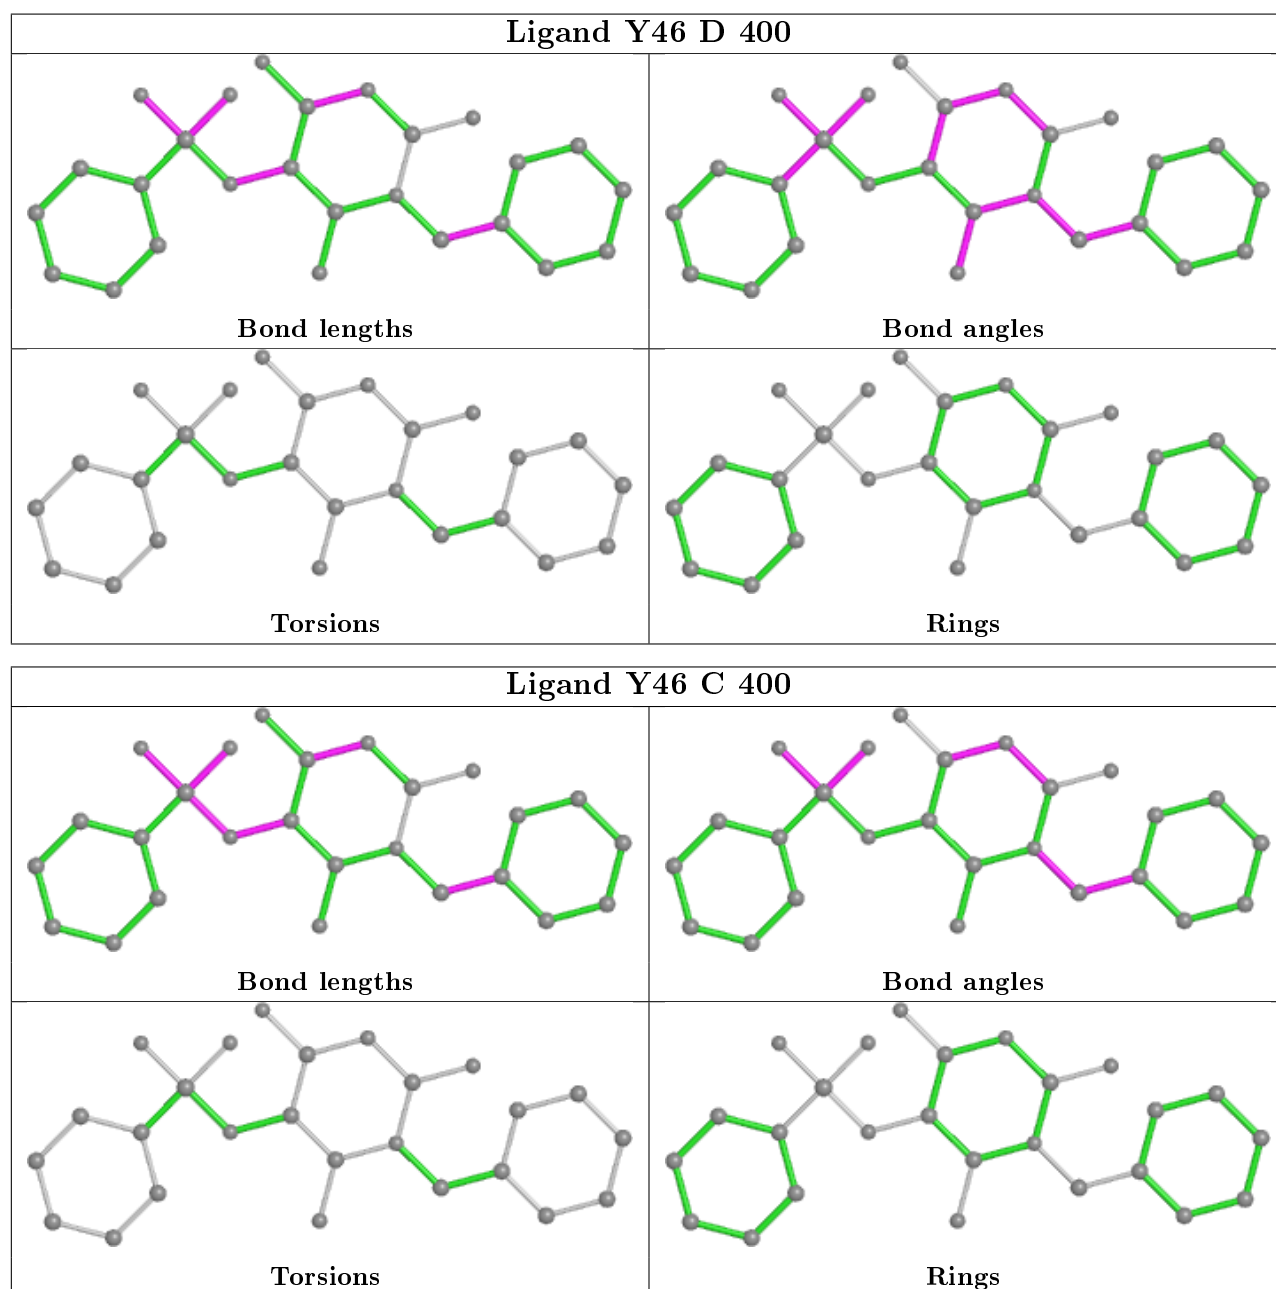 Ligand Y46 D 400
Bond lengths
Bond angles
Torsions
Rings
Ligand Y46 C 400
Bond lengths
Bond angles
Torsions
Rings